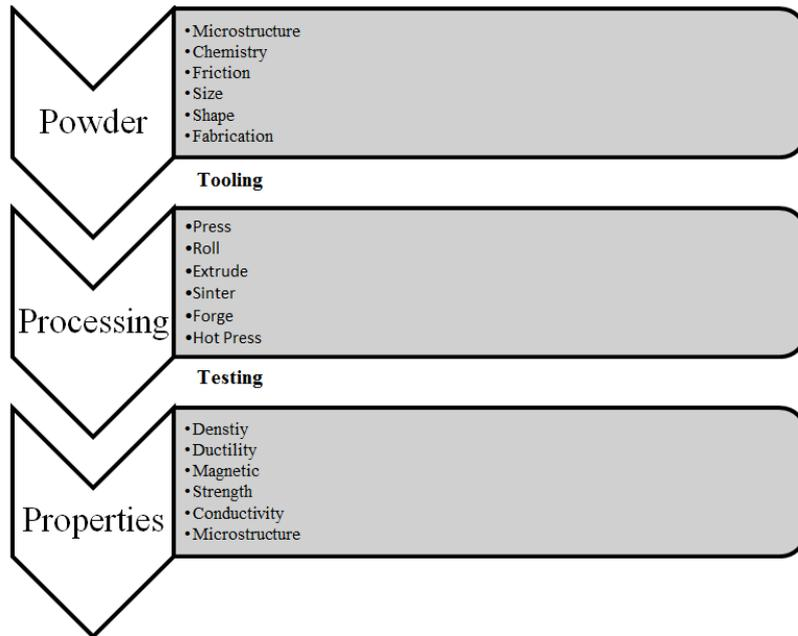 Powder
•Microstructure
•Chemistry
•Friction
•Size
•Shape
•Fabrication
Tooling
Processing
•Press
•Roll
•Extrude
•Sinter
•Forge
•Hot Press
Testing
Properties
•Denstiy
•Ductility
•Magnetic
•Strength
•Conductivity
•Microstructure